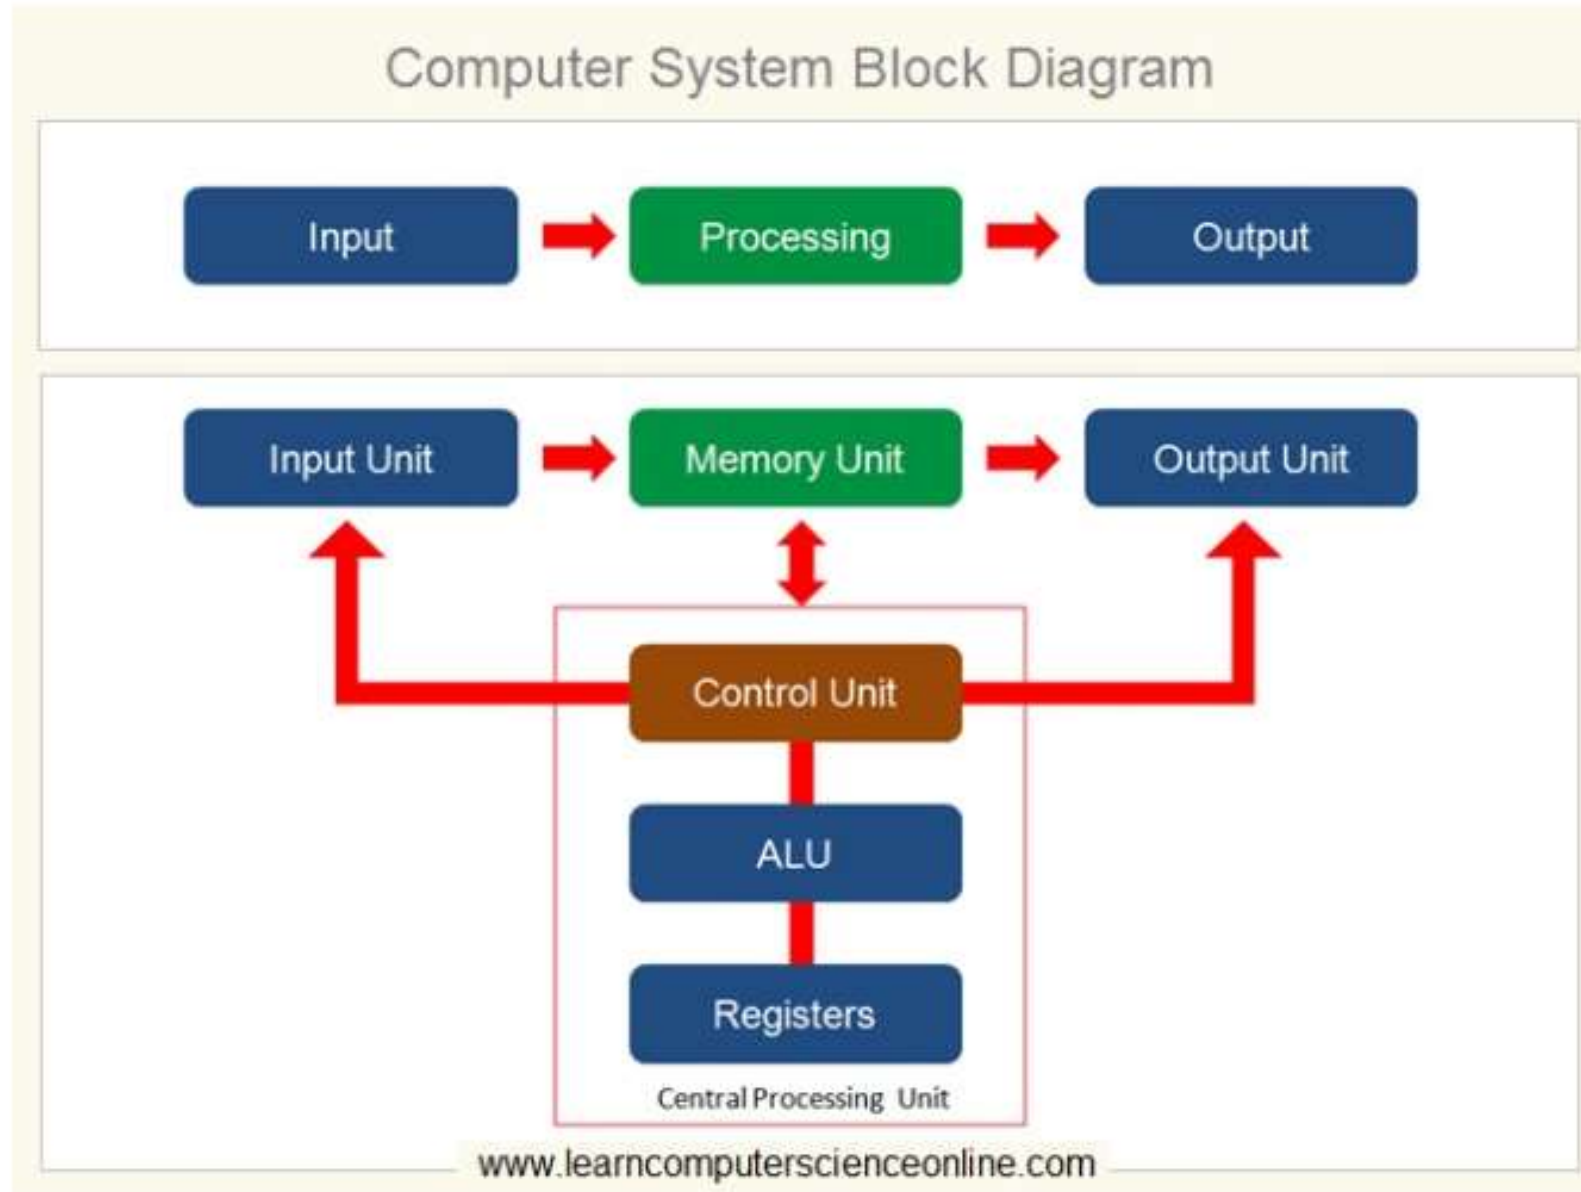 Computer System Block Diagram
Input
Processing
Output
Input Unit
Memory Unit
Output Unit
Control Unit
ALU
Registers
Central Processing Unit
www.learncomputerscienceonline.com